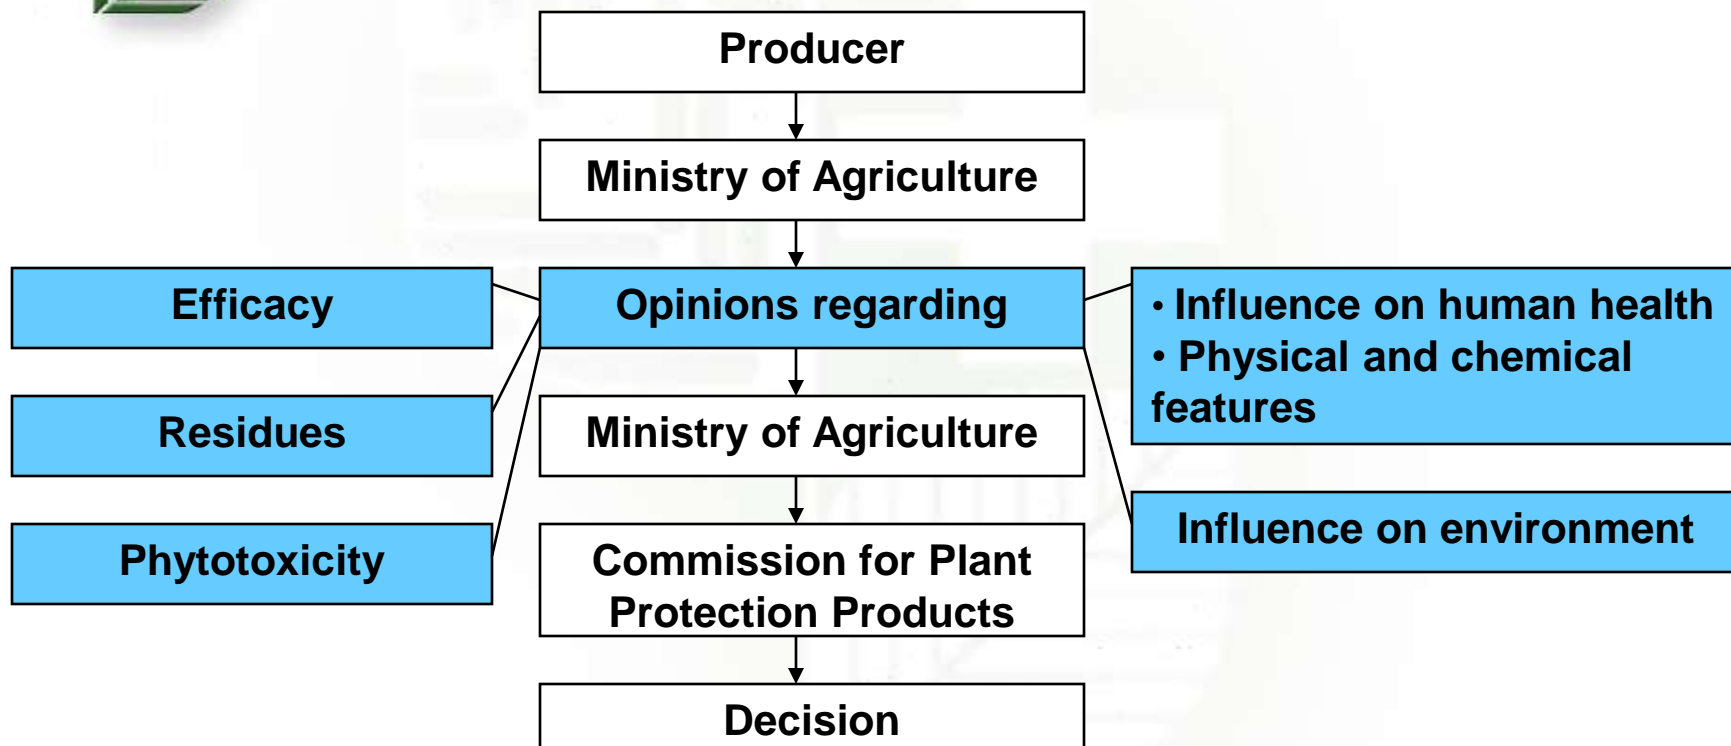 Producer
Ministry of Agriculture
Efficacy
Opinions regarding
• Influence on human health
• Physical and chemical
features
Residues
Ministry of Agriculture
Influence on environment
Phytotoxicity
Commission for Plant
Protection Products
Decision